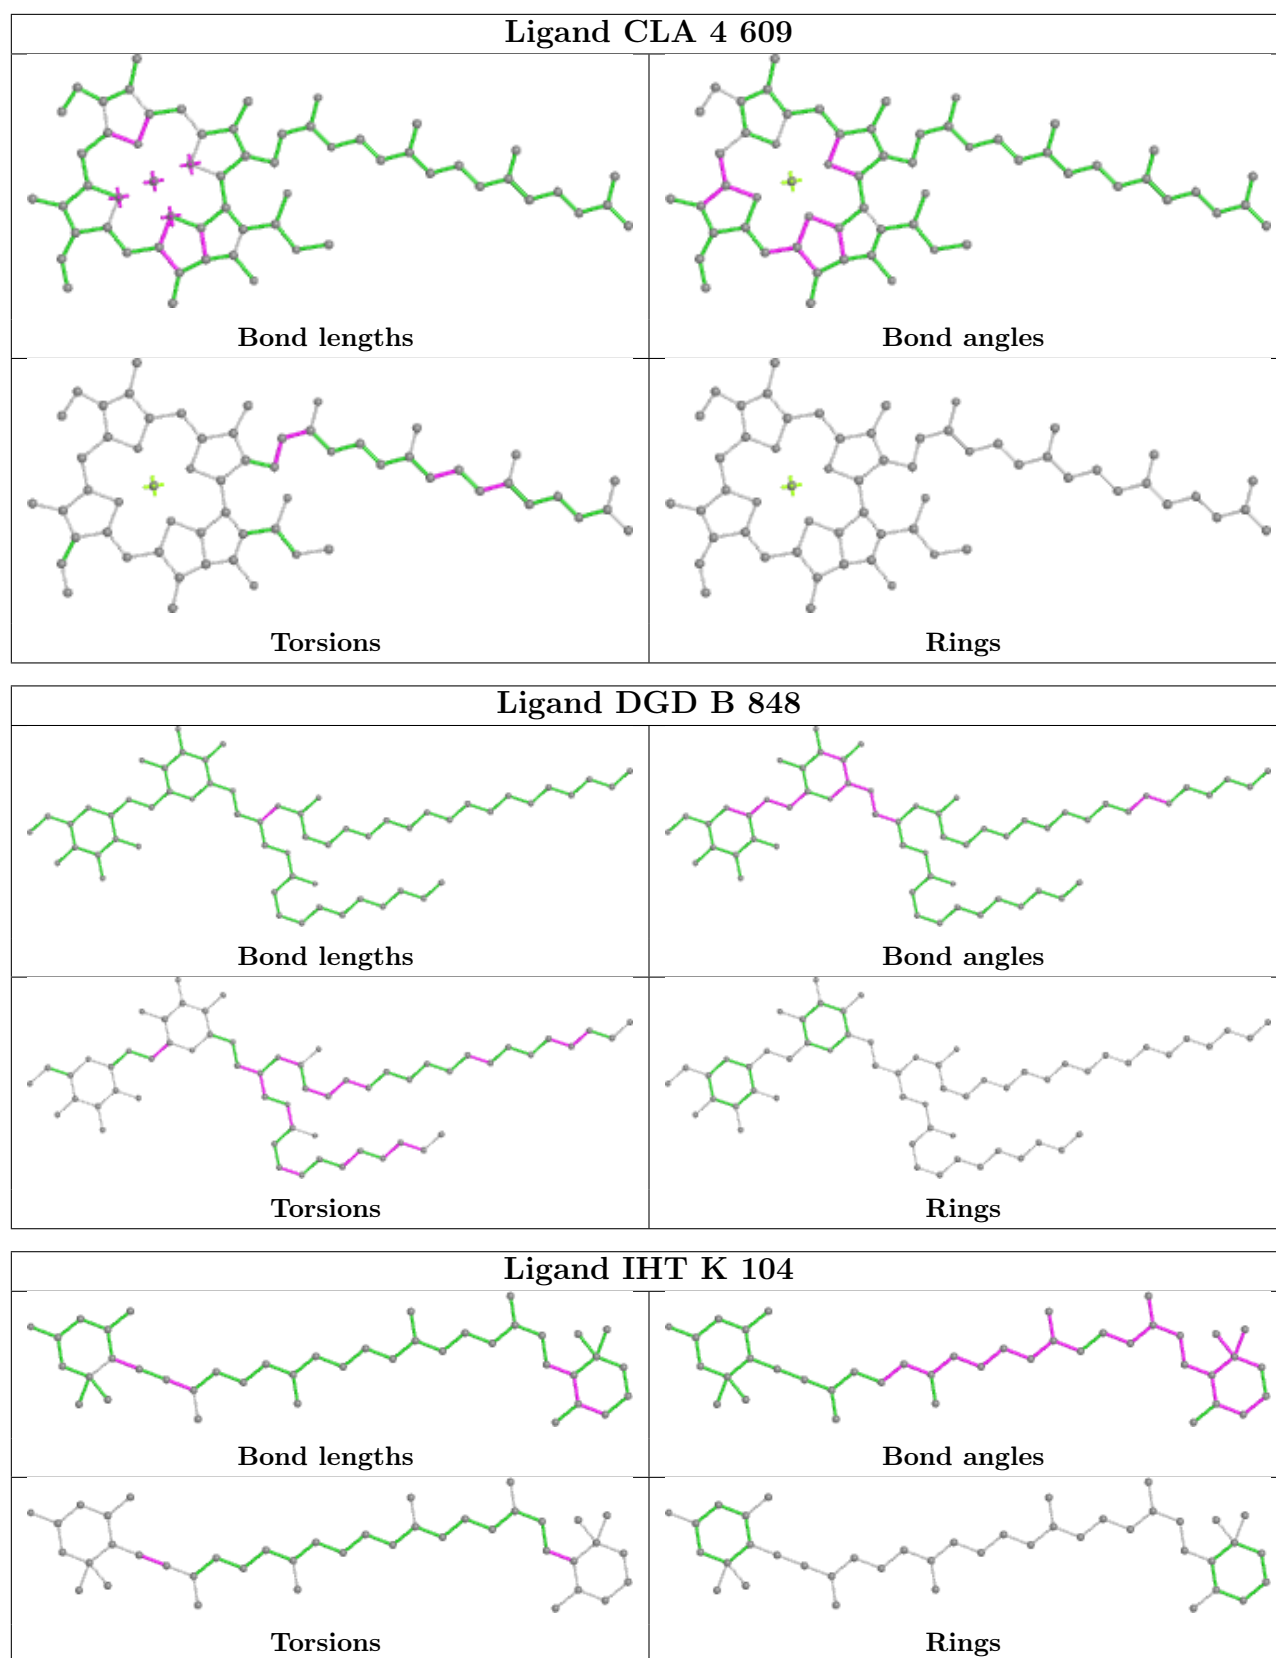 Ligand CLA 4 609
Bond lengths
Bond angles
Torsions
Rings
Ligand DGD B 848
Bond lengths
Bond angles
Torsions
Rings
Ligand IHT K 104
Bond lengths
Bond angles
Torsions
Rings